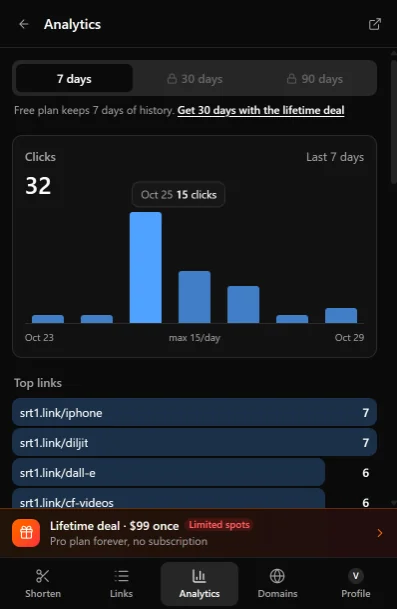 Analytics
7 days
30 days
90 days
Free plan keeps 7 days of history. Get 30 days with the lifetime deal
Clicks
Last 7 days
32
Oct 25 15 clicks
Oct 23
max 15/day
Oct 29
Top links
srt1.link/iphone 7
srt1.link/diljit 7
srt1.link/dall-e 6
srt1.link/cf-videos 6
Lifetime deal · $99 once Limited spots
Pro plan forever, no subscription
V
Shorten
Links
Analytics
Domains
Profile